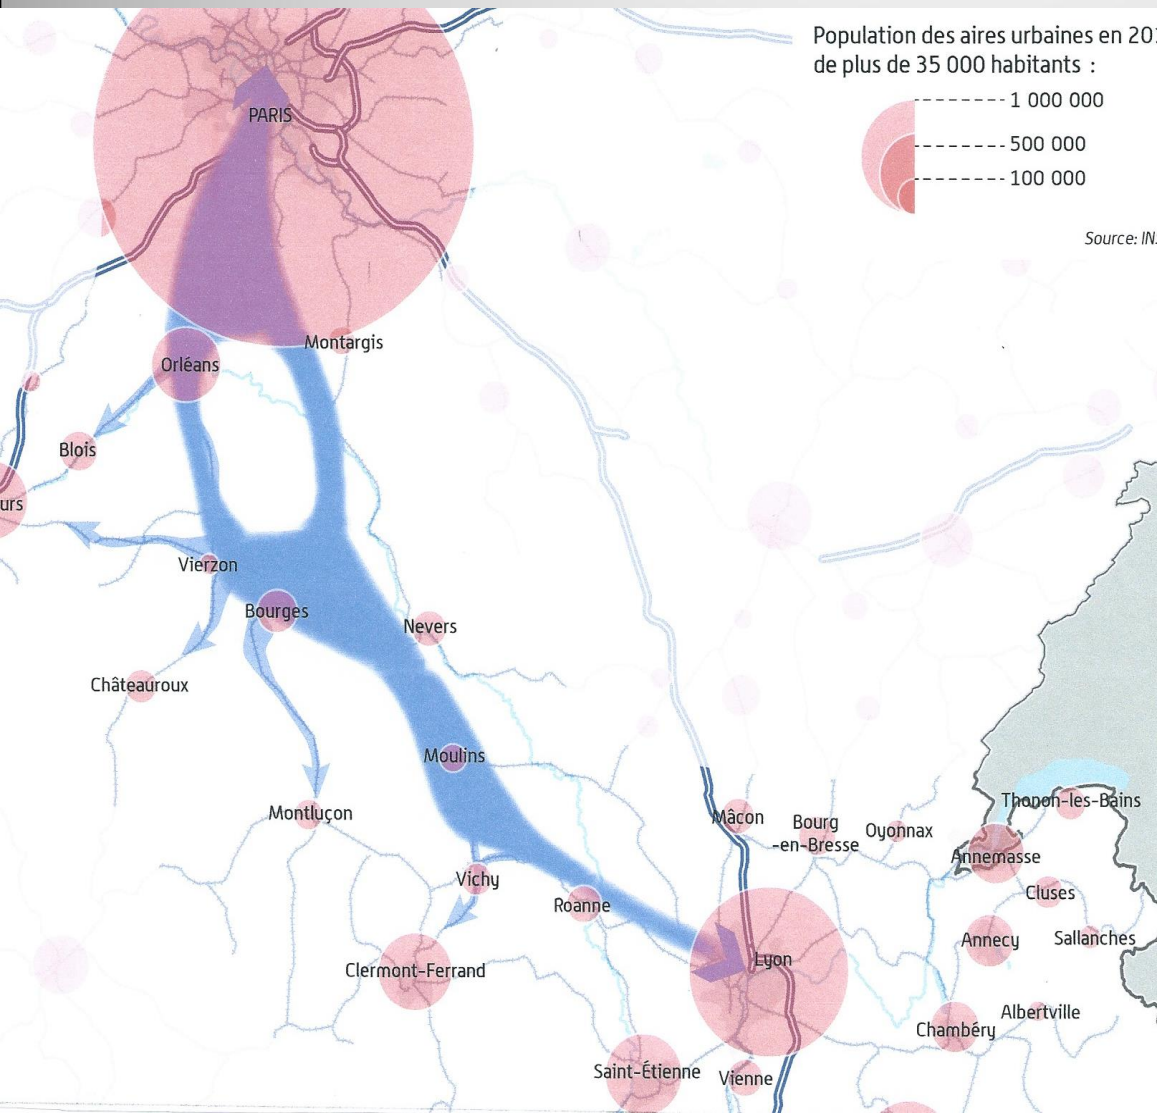 Population des aires urbaines en 201
de plus de 35 000 habitants :
1 000 000
500 000
100 000
Source: IN
PARIS
Montargis
Orléans
Blois
urs
Vierzon
Bourges
Nevers
Châteauroux
Moulins
Montluçon
Mâcon
Bourg
-en-Bresse
Oyonnax
Thonon-les-Bains
Annemasse
Vichy
Cluses
Roanne
Annecy
Sallanches
Lyon
Clermont-Ferrand
Albertville
Chambéry
Saint-Étienne
Vienne